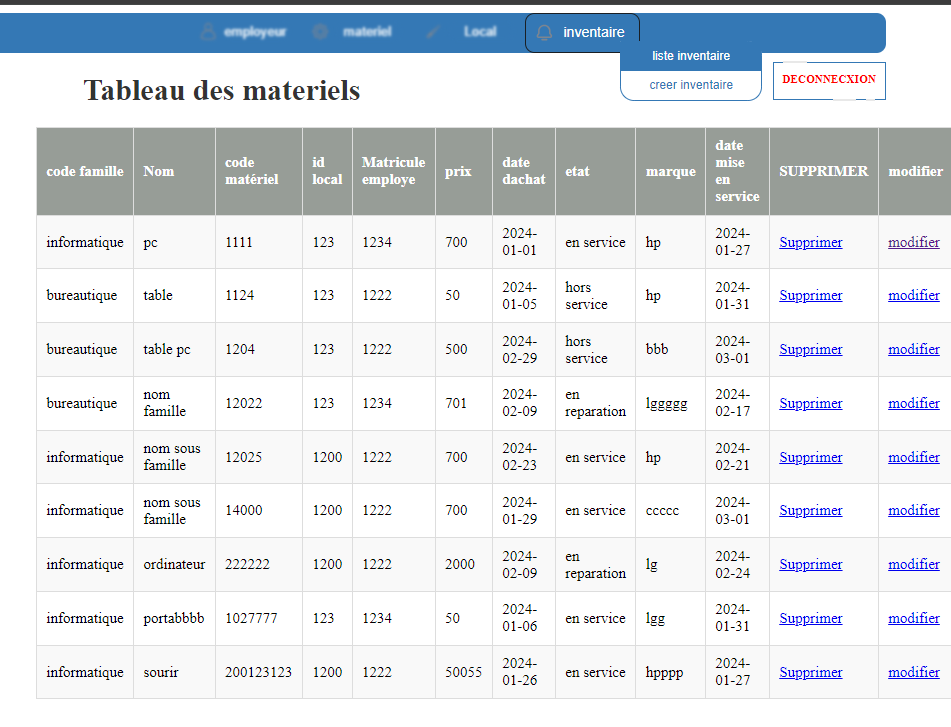 employeur materiel Local inventaire
liste inventaire
creer inventaire
DECONNECXION
Tableau des materiels
code famille Nom code matériel id local Matricule employe prix date dachat etat marque date mise en service SUPPRIMER modifier
informatique pc 1111 123 1234 700 2024-01-01 en service hp 2024-01-27 Supprimer modifier
bureautique table 1124 123 1222 50 2024-01-05 hors service hp 2024-01-31 Supprimer modifier
bureautique table pc 1204 123 1222 500 2024-02-29 hors service bbb 2024-03-01 Supprimer modifier
bureautique nom famille 12022 123 1234 701 2024-02-09 en reparation lggggg 2024-02-17 Supprimer modifier
informatique nom sous famille 12025 1200 1222 700 2024-02-23 en service hp 2024-02-21 Supprimer modifier
informatique nom sous famille 14000 1200 1222 700 2024-01-29 en service ccccc 2024-03-01 Supprimer modifier
informatique ordinateur 222222 1200 1222 2000 2024-02-09 en reparation lg 2024-02-24 Supprimer modifier
informatique portabbbb 1027777 123 1234 50 2024-01-06 en service lgg 2024-01-31 Supprimer modifier
informatique sourir 200123123 1200 1222 50055 2024-01-26 en service hpppp 2024-01-27 Supprimer modifier